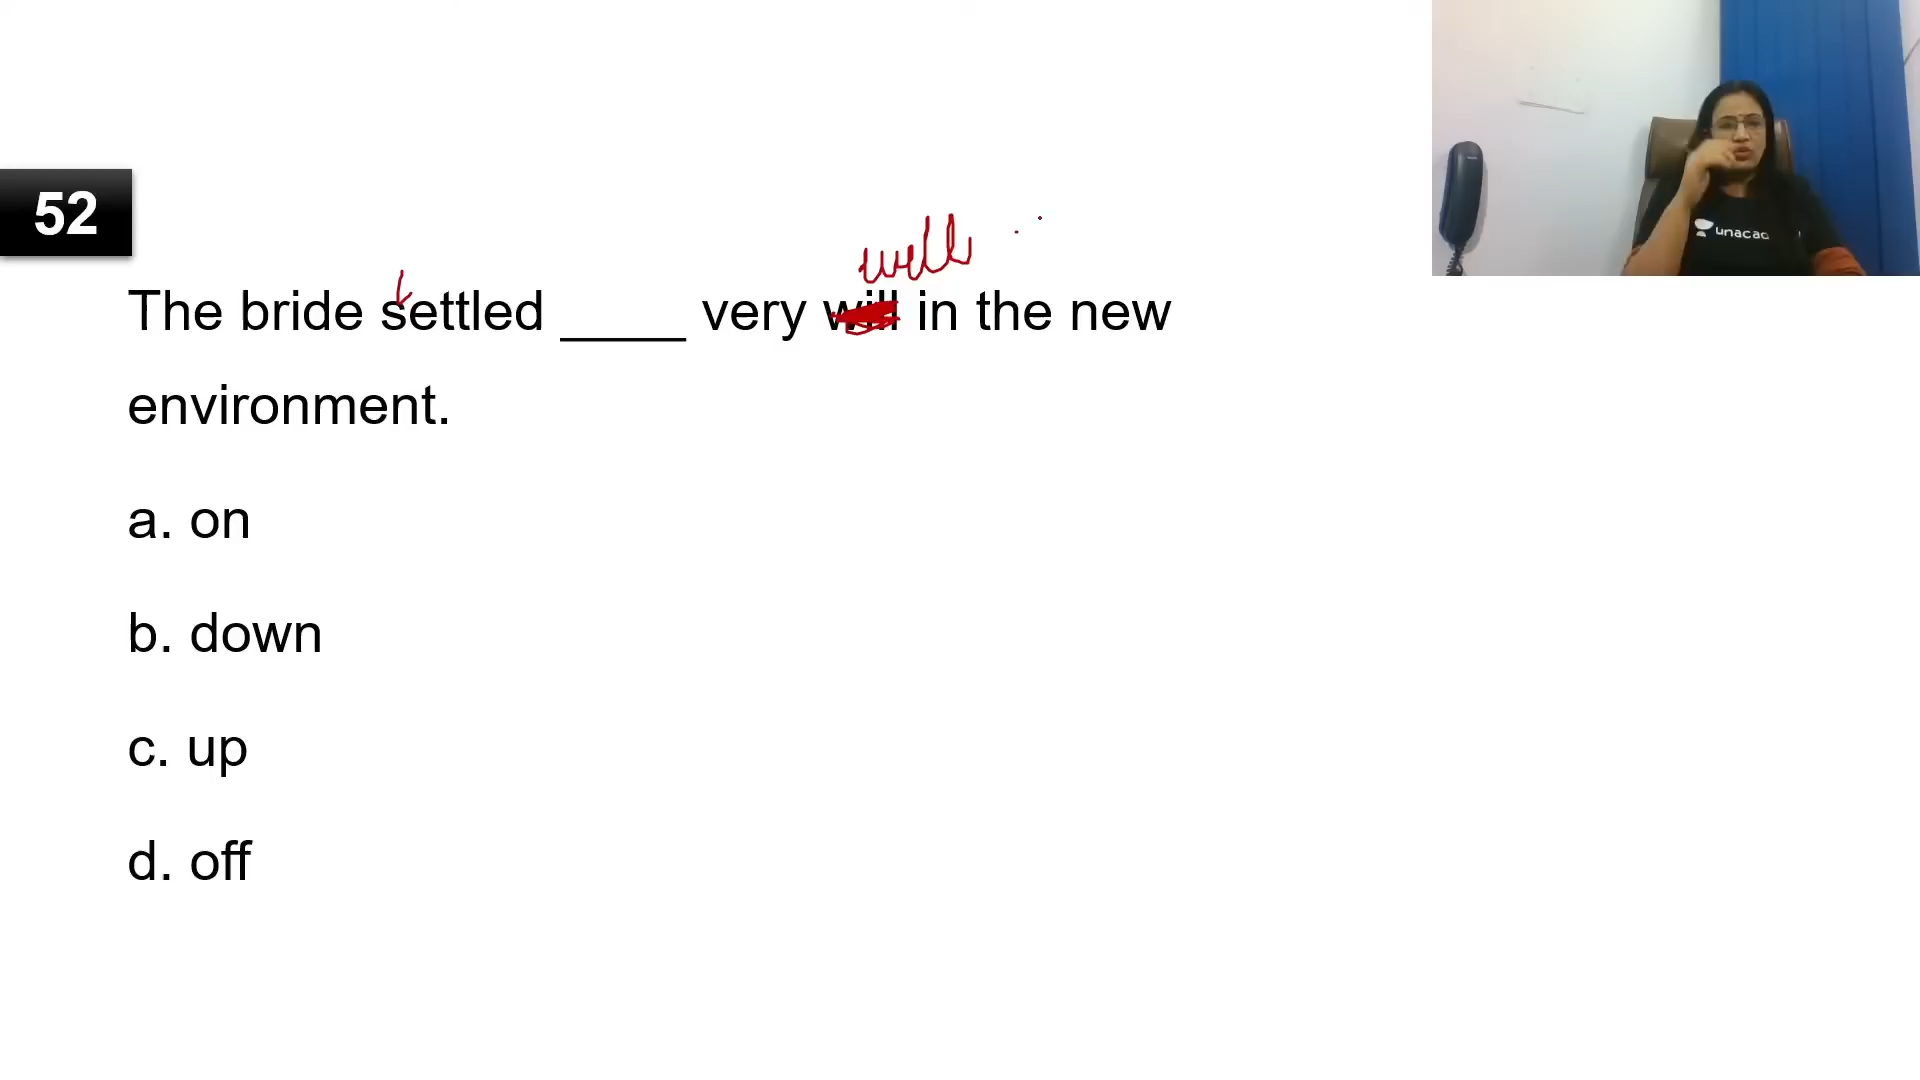 52
well
The bride settled _____ very will in the new
environment.
a. on
b. down
c. up
d. off
unacad